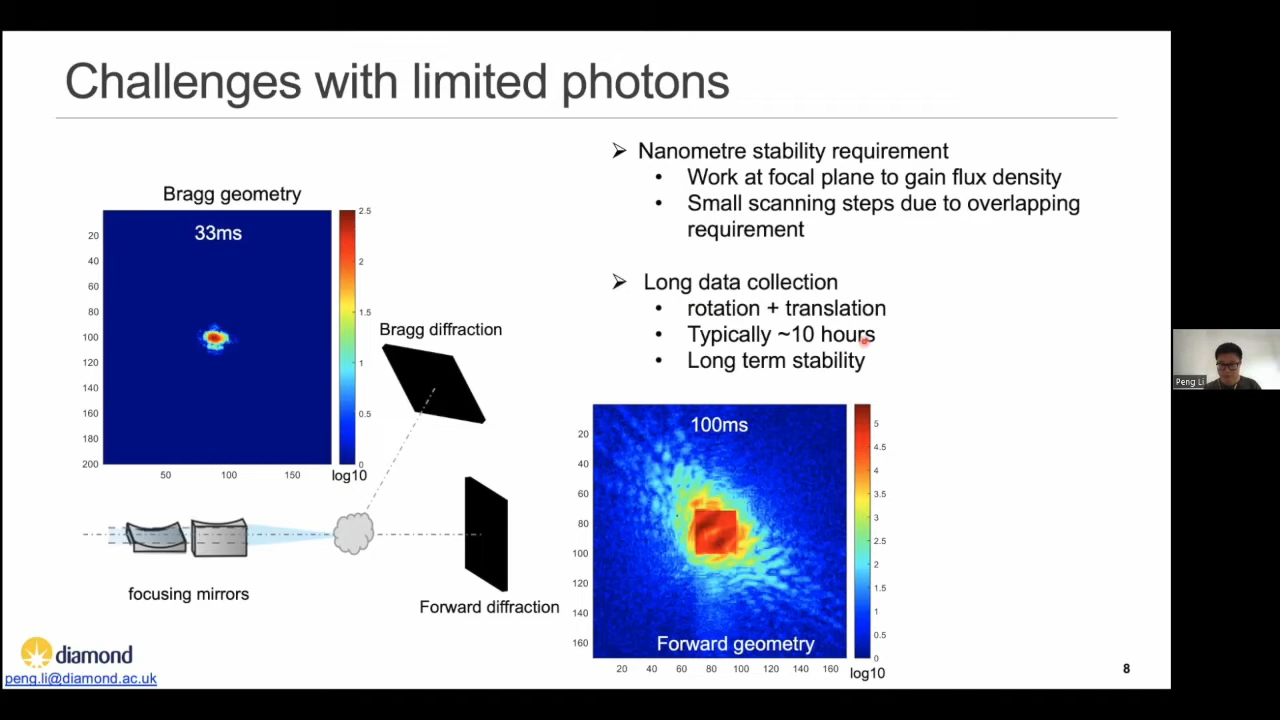 Challenges with limited photons
Bragg geometry
33ms
2.5
2
1.5
1
0.5
0
log10
20
40
60
80
100
120
140
160
180
200
50
100
150
Bragg diffraction
focusing mirrors
Forward diffraction
➢ Nanometre stability requirement
• Work at focal plane to gain flux density
• Small scanning steps due to overlapping
requirement
➢ Long data collection
• rotation + translation
• Typically ~10 hours
• Long term stability
100ms
Forward geometry
20
40
60
80
100
120
140
160
20
40
60
80
100
120
140
160
5
4.5
4
3.5
3
2.5
2
1.5
1
0.5
0
log10
diamond
peng.li@diamond.ac.uk
8
Peng Li